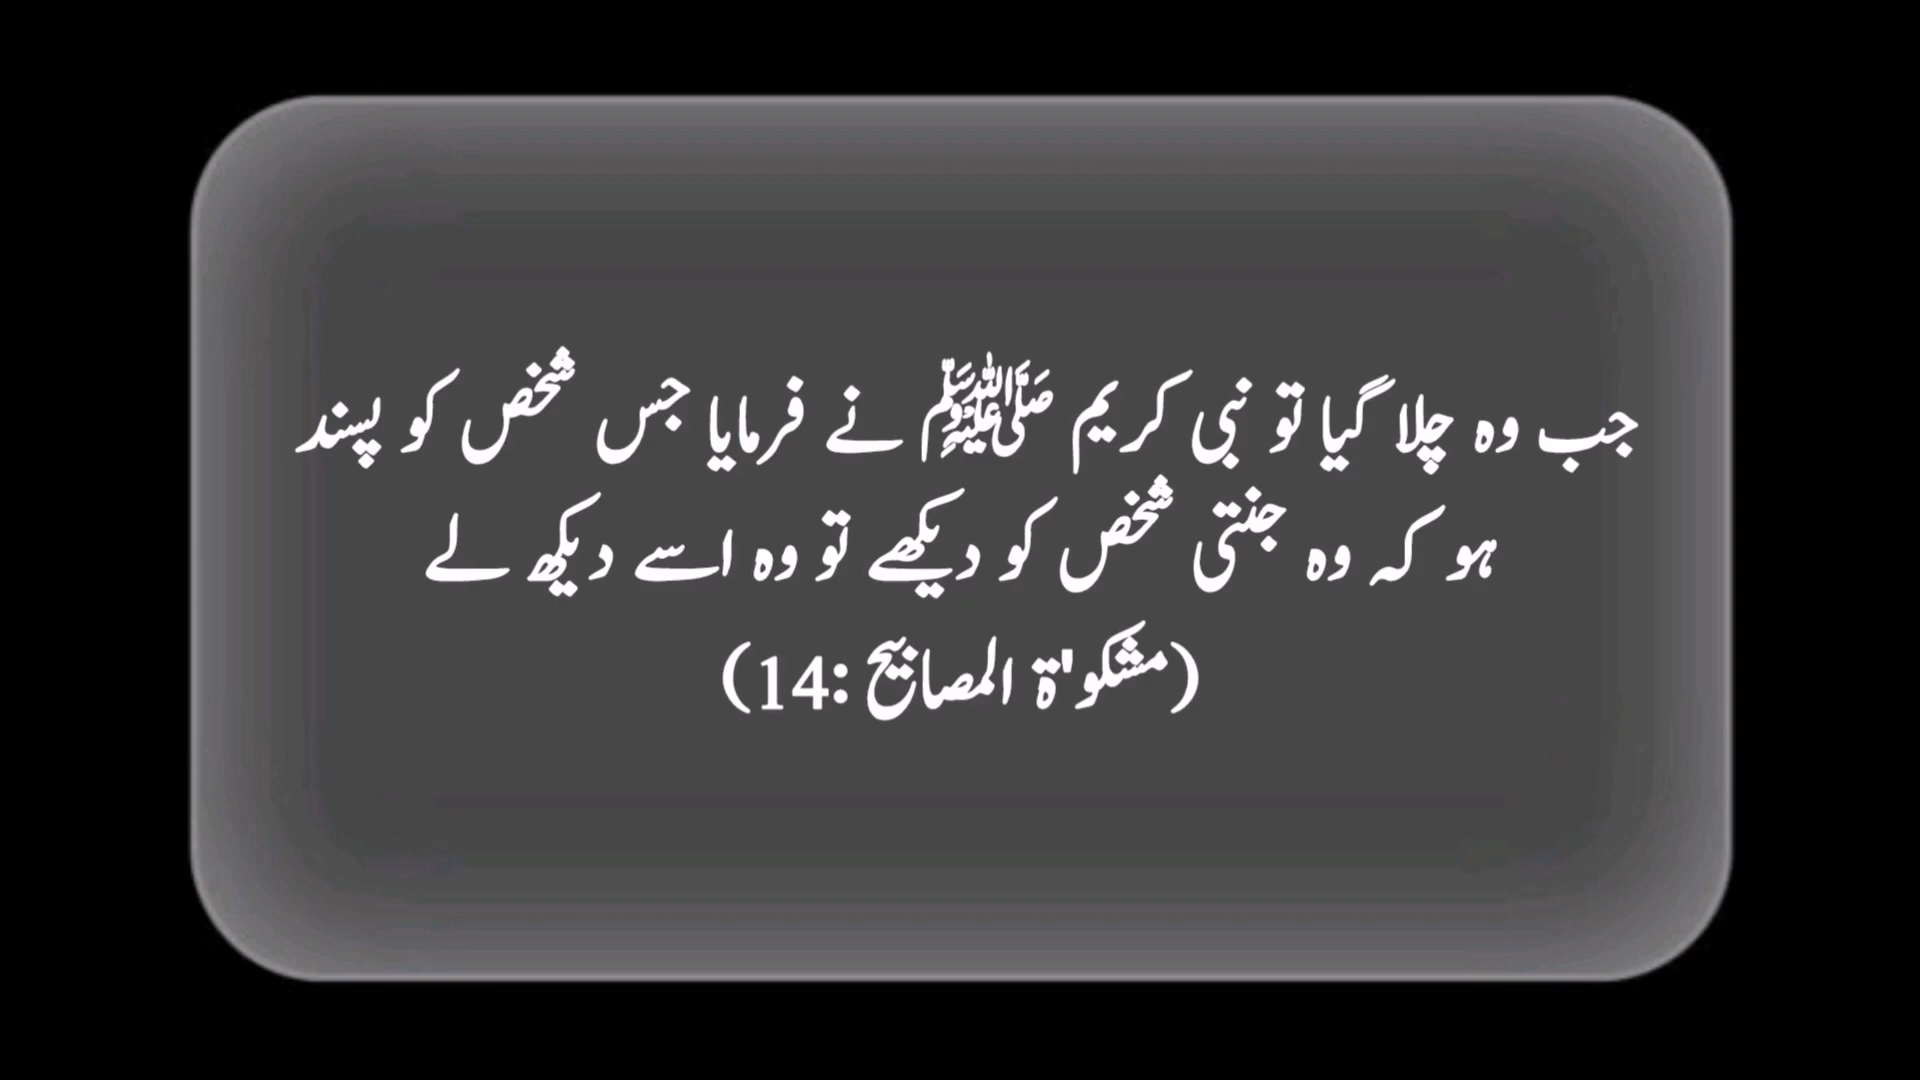 جب وہ چلا گیا تو نبی کریم ﷺ نے فرمایا جس شخص کو پسند
ہو کہ وہ جنتی شخص کو دیکھے تو وہ اسے دیکھ لے
(مشکو'ۃ المصابیح :14)